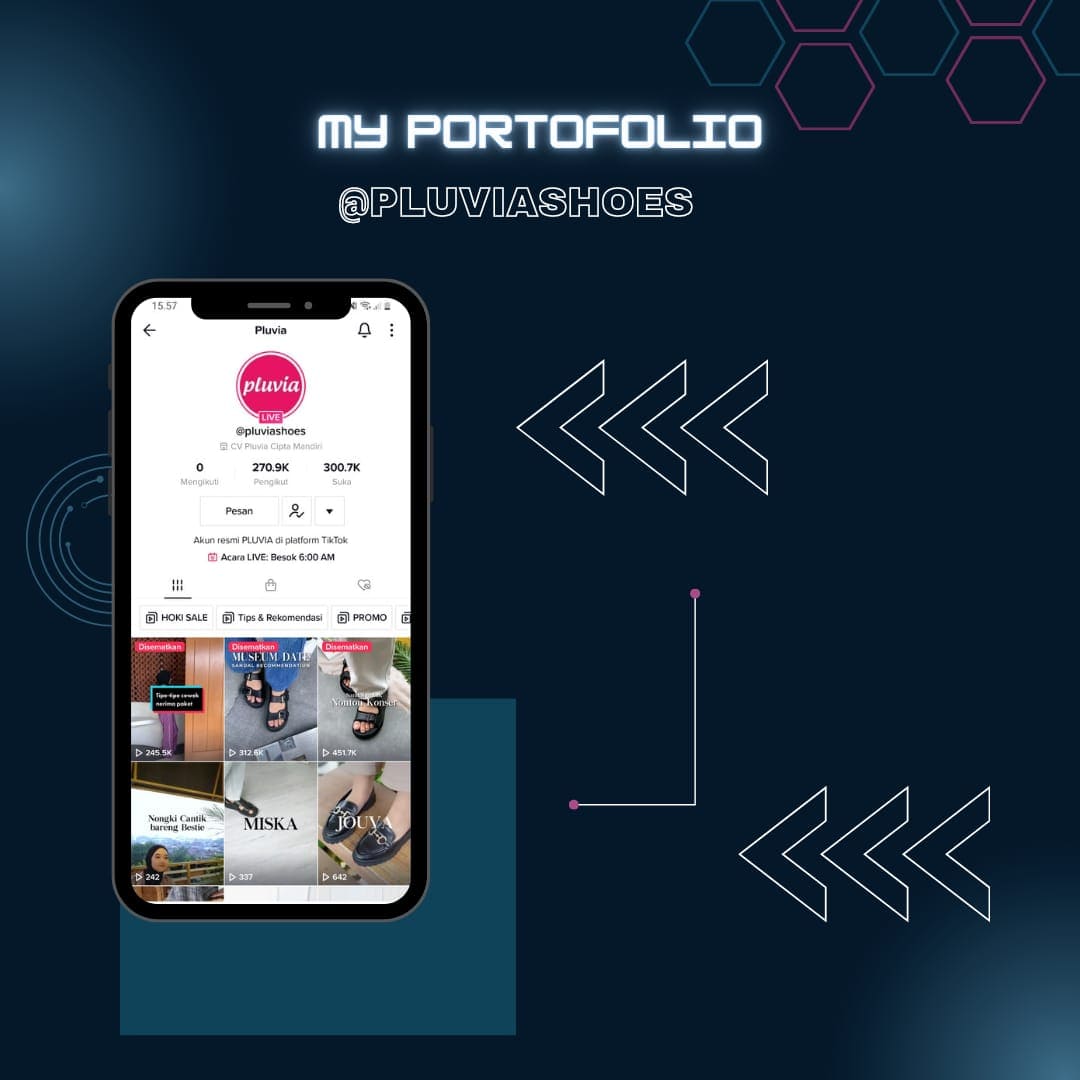 MY PORTOFOLIO
@PLUVIASHOES
15.57
Pluvia
pluvia
LIVE
@pluviashoes
CV Pluvia Cipta Mandiri
0 270.9K 300.7K
Mengikuti Pengikut Suka
Pesan
Akun resmi PLUVIA di platform TikTok
Acara LIVE: Besok 6:00 AM
HOKI SALE Tips & Rekomendasi PROMO
Disematkan Disematkan Disematkan
MUSEUM DATE
SANDAL RECOMMENDATION
Tipe-tipe cewek
nerima paket
Nonton Konser
245.5K 312.6K 451.7K
Nongki Cantik
bareng Bestie
MISKA
JOUVA
242 337 642